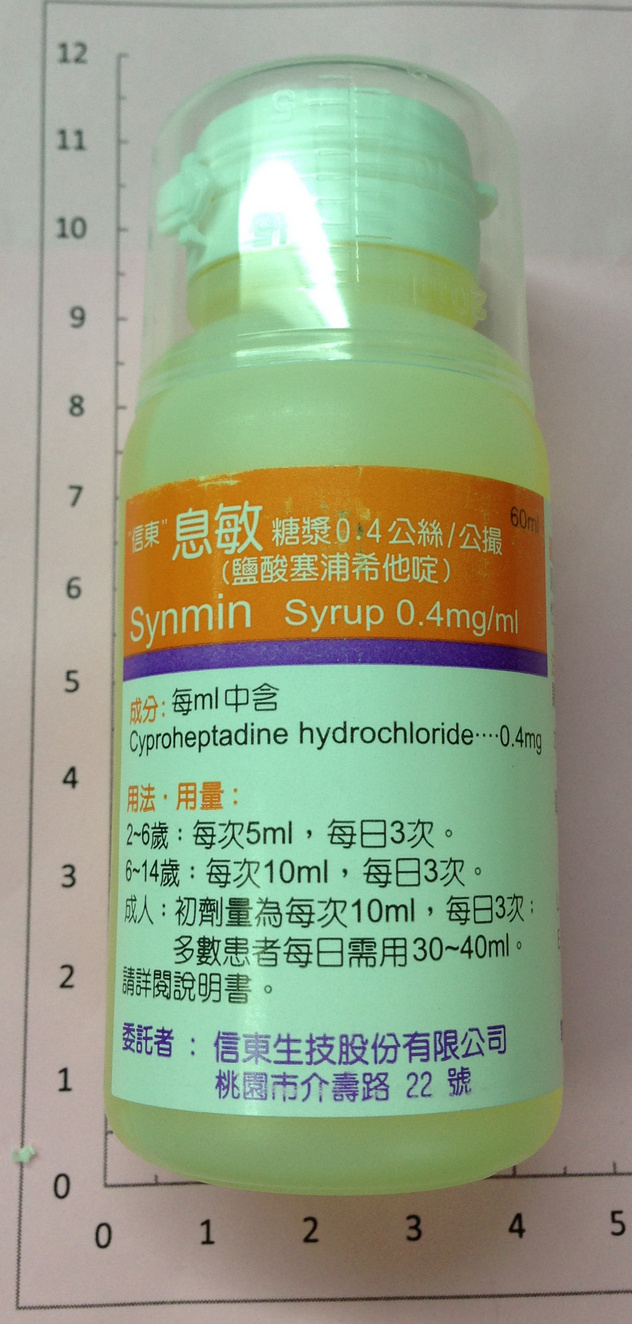 12
11
10
9
8
7
6
5
4
3
2
1
0
0 1 2 3 4 5
60ml
"信東" 息敏 糖漿0.4公絲/公撮
(鹽酸塞浦希他啶)
Synmin Syrup 0.4mg/ml
成分: 每ml中含
Cyproheptadine hydrochloride····0.4mg
用法·用量:
2~6歲:每次5ml,每日3次。
6~14歲:每次10ml,每日3次。
成人:初劑量為每次10ml,每日3次;
多數患者每日需用30~40ml。
請詳閱說明書。
委託者:信東生技股份有限公司
桃園市介壽路 22 號